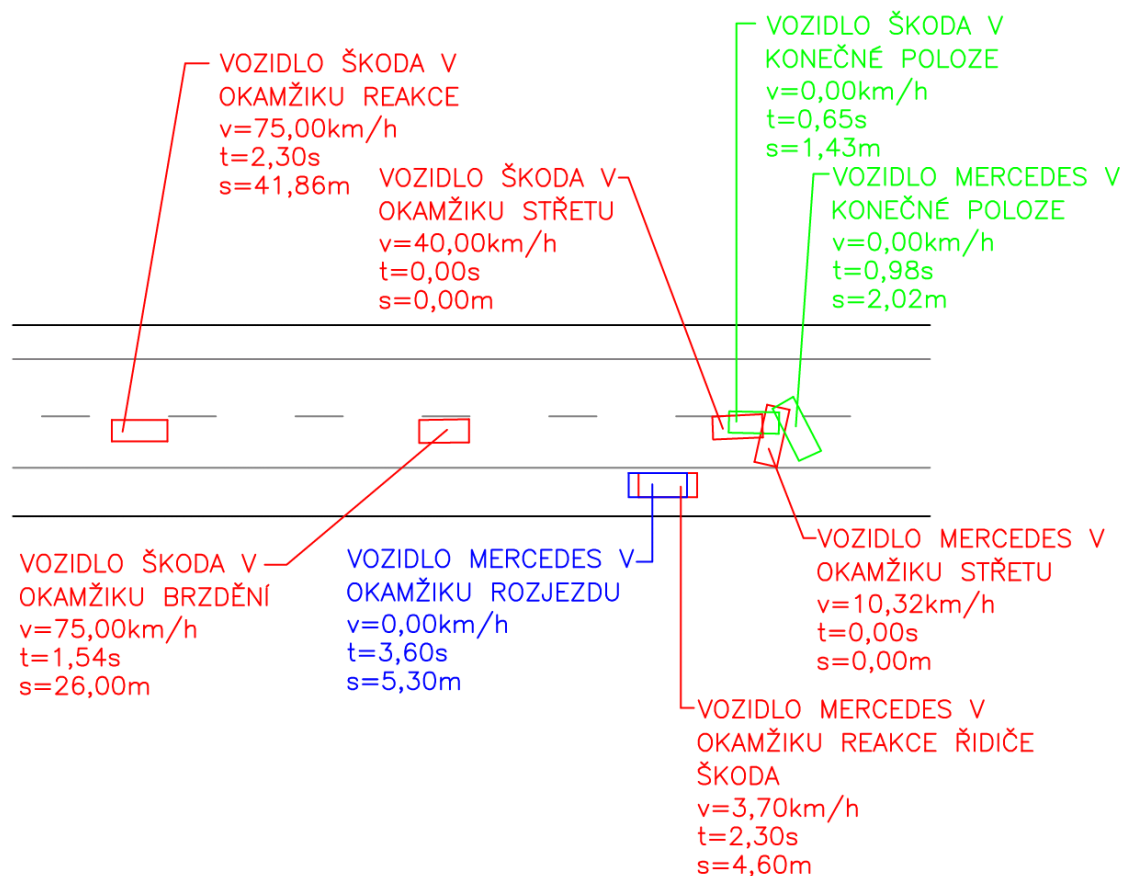 VOZIDLO ŠKODA V
OKAMŽIKU REAKCE
v=75,00km/h
t=2,30s
s=41,86m
VOZIDLO ŠKODA V
KONEČNÉ POLOZE
v=0,00km/h
t=0,65s
s=1,43m
VOZIDLO ŠKODA V
OKAMŽIKU STŘETU
v=40,00km/h
t=0,00s
s=0,00m
VOZIDLO MERCEDES V
KONEČNÉ POLOZE
v=0,00km/h
t=0,98s
s=2,02m
VOZIDLO ŠKODA V
OKAMŽIKU BRZDĚNÍ
v=75,00km/h
t=1,54s
s=26,00m
VOZIDLO MERCEDES V
OKAMŽIKU ROZJEZDU
v=0,00km/h
t=3,60s
s=5,30m
VOZIDLO MERCEDES V
OKAMŽIKU STŘETU
v=10,32km/h
t=0,00s
s=0,00m
VOZIDLO MERCEDES V
OKAMŽIKU REAKCE ŘIDIČE
ŠKODA
v=3,70km/h
t=2,30s
s=4,60m